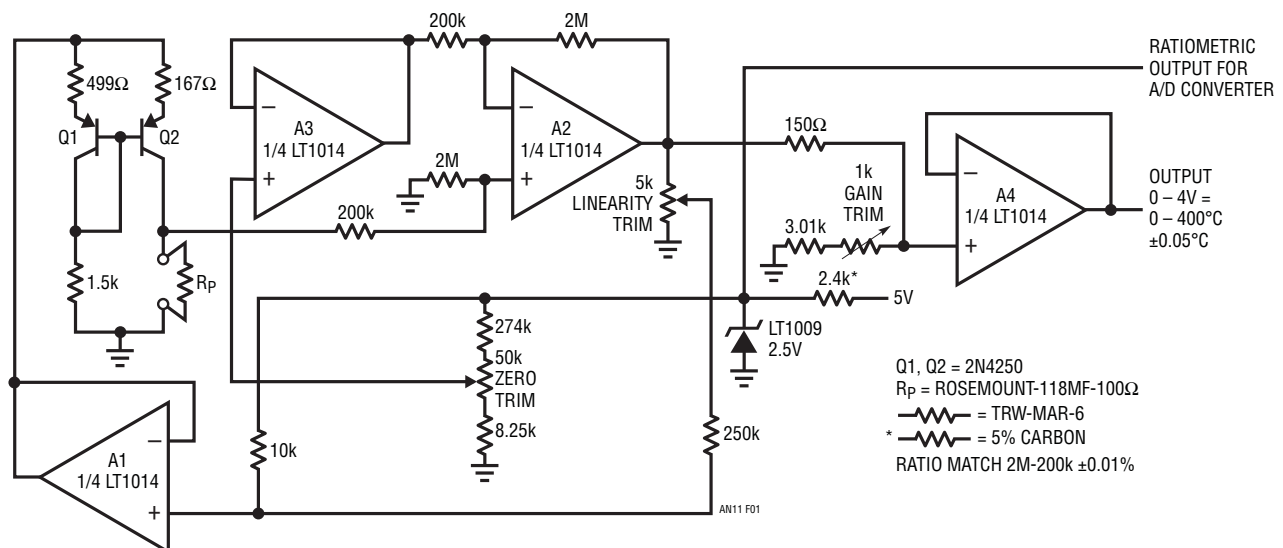 200k
2M
RATIOMETRIC
OUTPUT FOR
A/D CONVERTER
499Ω
167Ω
Q1
Q2
−
A3
1/4 LT1014
+
−
A2
1/4 LT1014
+
150Ω
−
A4
1/4 LT1014
+
2M
5k
LINEARITY
TRIM
1k
GAIN
TRIM
OUTPUT
0 – 4V =
0 – 400°C
±0.05°C
200k
3.01k
1.5k
RP
2.4k*
5V
274k
50k
ZERO
TRIM
8.25k
LT1009
2.5V
−
A1
1/4 LT1014
+
10k
250k
Q1, Q2 = 2N4250
RP = ROSEMOUNT-118MF-100Ω
= TRW-MAR-6
* = 5% CARBON
RATIO MATCH 2M-200k ±0.01%
AN11 F01